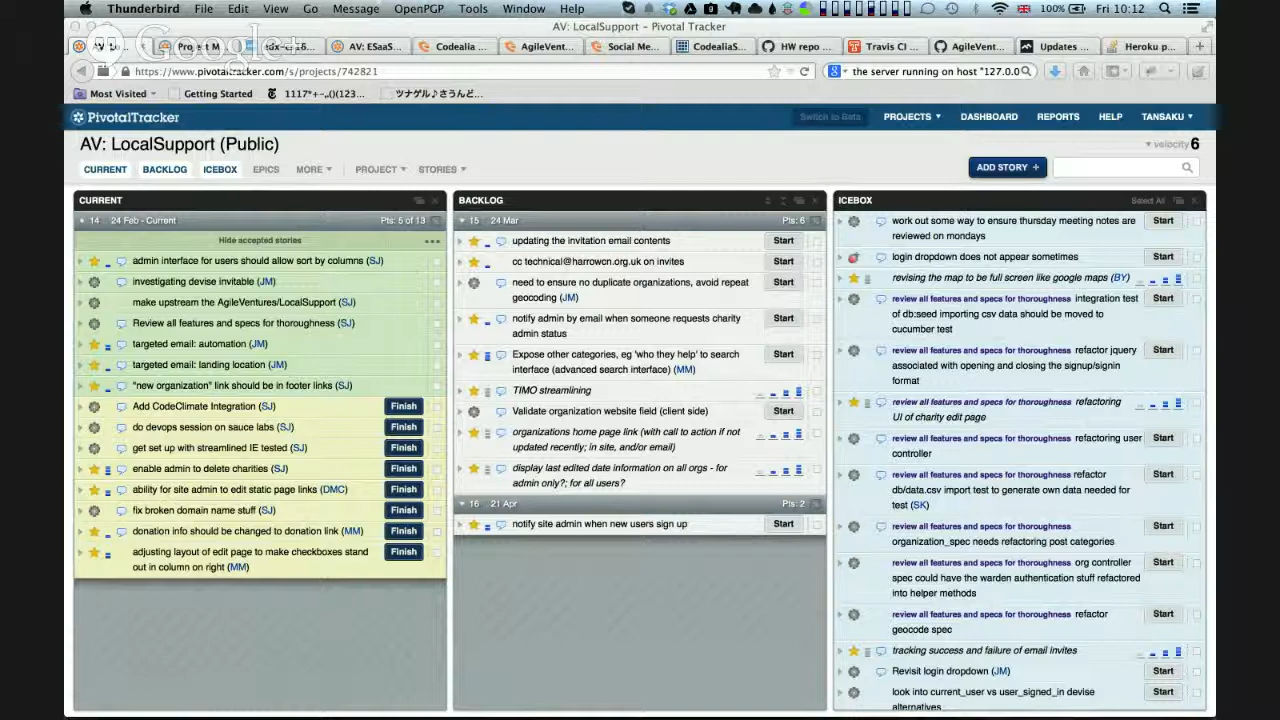 Thunderbird File Edit View Go Message OpenPGP Tools Window Help 100% Fri 10:12
AV: LocalSupport - Pivotal Tracker
Google+
AV: Lo... Project M... AV: ESaaS... Codealia ... AgileVent... Social Me... CodealiaS... HW repo ... Travis CI ... AgileVent... Updates ... Heroku p...
https://www.pivotaltracker.com/s/projects/742821 the server running on host "127.0.0
Most Visited Getting Started 1117*+-,.()(123... ツナゲル♪さうんど...
PivotalTracker Switch to Beta PROJECTS DASHBOARD REPORTS HELP TANSAKU
AV: LocalSupport (Public) velocity 6
CURRENT BACKLOG ICEBOX EPICS MORE PROJECT STORIES ADD STORY +
CURRENT
14 24 Feb - Current Pts: 5 of 13
Hide accepted stories
admin interface for users should allow sort by columns (SJ)
investigating devise invitable (JM)
make upstream the AgileVentures/LocalSupport (SJ)
Review all features and specs for thoroughness (SJ)
targeted email: automation (JM)
targeted email: landing location (JM)
"new organization" link should be in footer links (SJ)
Add CodeClimate Integration (SJ) Finish
do devops session on sauce labs (SJ) Finish
get set up with streamlined IE tested (SJ) Finish
enable admin to delete charities (SJ) Finish
ability for site admin to edit static page links (DMC) Finish
fix broken domain name stuff (SJ) Finish
donation info should be changed to donation link (MM) Finish
adjusting layout of edit page to make checkboxes stand Finish
out in column on right (MM)
BACKLOG
15 24 Mar Pts: 6
updating the invitation email contents Start
cc technical@harrowcn.org.uk on invites Start
need to ensure no duplicate organizations, avoid repeat Start
geocoding (JM)
notify admin by email when someone requests charity Start
admin status
Expose other categories, eg 'who they help' to search Start
interface (advanced search interface) (MM)
TIMO streamlining
Validate organization website field (client side) Start
organizations home page link (with call to action if not
updated recently; in site, and/or email)
display last edited date information on all orgs - for
admin only?; for all users?
16 21 Apr Pts: 2
notify site admin when new users sign up Start
ICEBOX Select All
work out some way to ensure thursday meeting notes are Start
reviewed on mondays
login dropdown does not appear sometimes Start
revising the map to be full screen like google maps (BY)
review all features and specs for thoroughness integration test Start
of db:seed importing csv data should be moved to
cucumber test
review all features and specs for thoroughness refactor jquery Start
associated with opening and closing the signup/signin
format
review all features and specs for thoroughness refactoring
UI of charity edit page
review all features and specs for thoroughness refactoring user Start
controller
review all features and specs for thoroughness refactor Start
db/data.csv import test to generate own data needed for
test (SK)
review all features and specs for thoroughness Start
organization_spec needs refactoring post categories
review all features and specs for thoroughness org controller Start
spec could have the warden authentication stuff refactored
into helper methods
review all features and specs for thoroughness refactor Start
geocode spec
tracking success and failure of email invites
Revisit login dropdown (JM) Start
look into current_user vs user_signed_in devise Start
alternatives